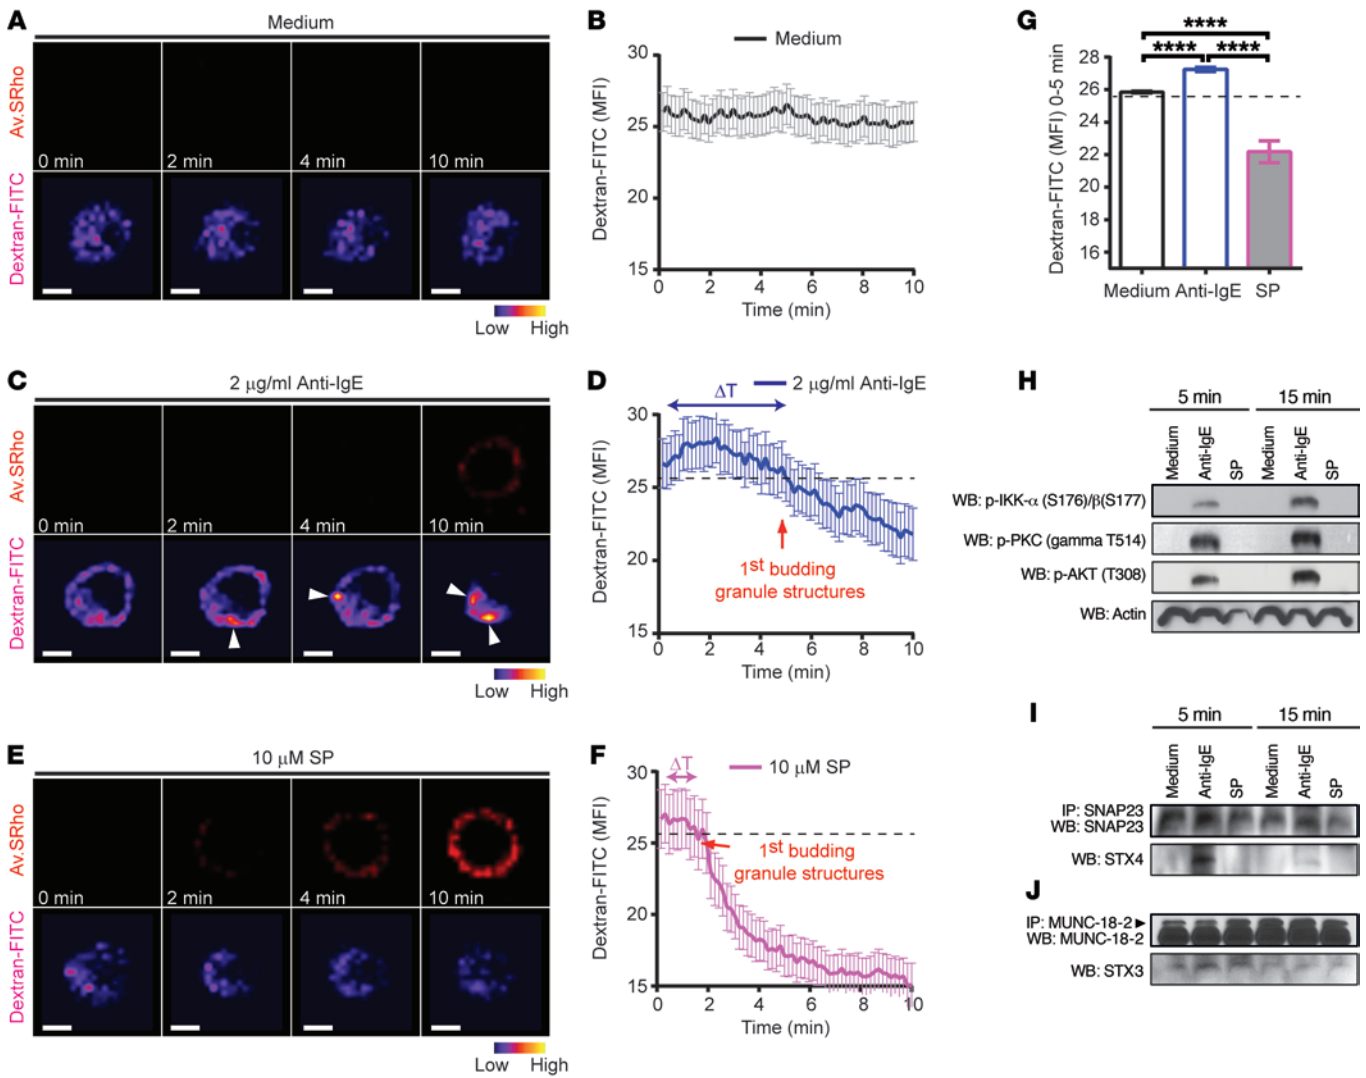 A
Medium
Av.SRho
0 min 2 min 4 min 10 min
Dextran-FITC
Low High
B
Medium
Dextran-FITC (MFI)
30
25
20
15
0 2 4 6 8 10
Time (min)
C
2 μg/ml Anti-IgE
Av.SRho
0 min 2 min 4 min 10 min
Dextran-FITC
Low High
D
2 μg/ml Anti-IgE
ΔT
Dextran-FITC (MFI)
30
25
20
15
1st budding
granule structures
0 2 4 6 8 10
Time (min)
E
10 μM SP
Av.SRho
0 min 2 min 4 min 10 min
Dextran-FITC
Low High
F
10 μM SP
ΔT
Dextran-FITC (MFI)
30
25
20
15
1st budding
granule structures
0 2 4 6 8 10
Time (min)
G
**** 
**** ****
Dextran-FITC (MFI) 0-5 min
28
26
24
22
20
18
16
Medium Anti-IgE SP
H
5 min 15 min
Medium Anti-IgE SP Medium Anti-IgE SP
WB: p-IKK-α (S176)/β(S177)
WB: p-PKC (gamma T514)
WB: p-AKT (T308)
WB: Actin
I
5 min 15 min
Medium Anti-IgE SP Medium Anti-IgE SP
IP: SNAP23
WB: SNAP23
WB: STX4
J
IP: MUNC-18-2
WB: MUNC-18-2
WB: STX3